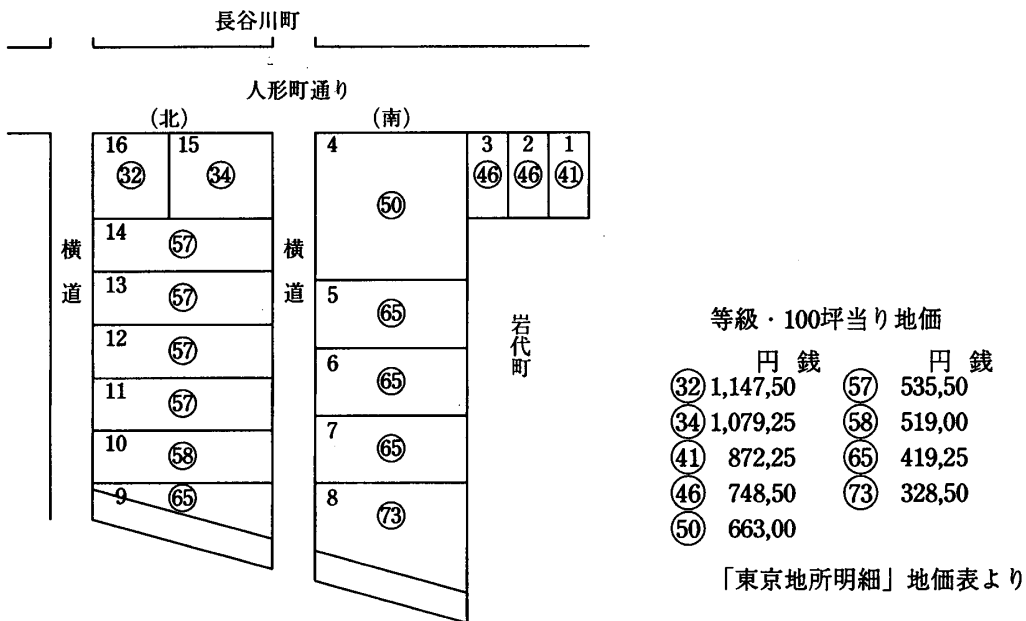 長谷川町
人形町通り
(北)
(南)
16 15
㉜ ㉞
14 ㊼
13 ㊼
12 ㊼
11 ㊼
10 (58)
9 (65)
横道
横道
4
㊿
3 2 1
㊻ ㊻ ㊶
5 (65)
6 (65)
7 (65)
8 (73)
岩代町
等級・100坪当り地価
円 銭 円 銭
㉜ 1,147,50 (57) 535,50
㉞ 1,079,25 (58) 519,00
㊶ 872,25 (65) 419,25
㊻ 748,50 (73) 328,50
㊿ 663,00
「東京地所明細」地価表より